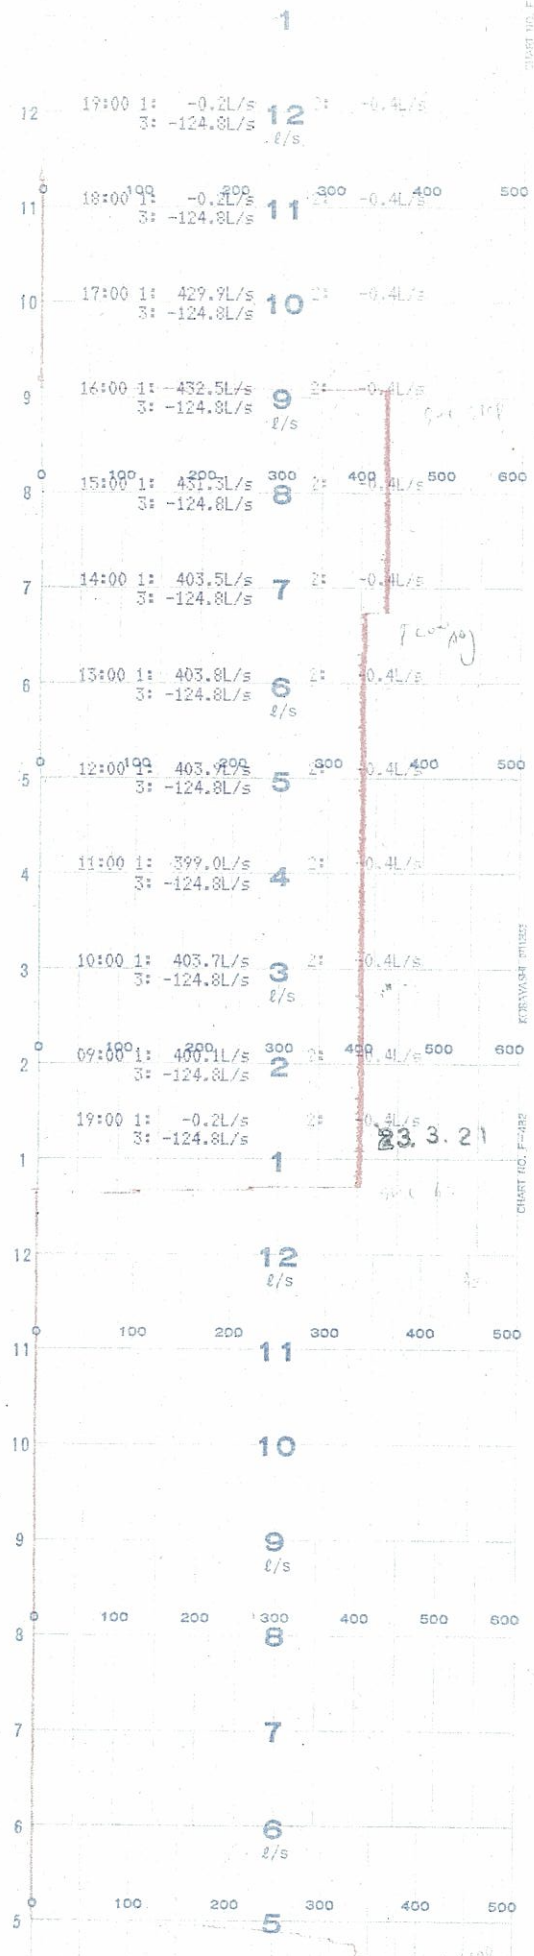 1
CHART NO. F
12 19:00 1: -0.2L/s 12 2: -0.4L/s
3: -124.8L/s
ℓ/s
0 100 200 300 400 500
11 18:00 1: -0.2L/s 11 -0.4L/s
3: -124.8L/s
10 17:00 1: 429.9L/s 10 2: -0.4L/s
3: -124.8L/s
9 16:00 1: 432.5L/s 9 2: -0.4L/s
3: -124.8L/s
ℓ/s
0 100 200 300 400 500 600
8 15:00 1: 431.3L/s 8 2: -0.4L/s
3: -124.8L/s
7 14:00 1: 403.5L/s 7 2: -0.4L/s
3: -124.8L/s
6 13:00 1: 403.8L/s 6 2: 0.4L/s
3: -124.8L/s
ℓ/s
0 100 200 300 400 500
5 12:00 1: 403.9L/s 5 2: 0.4L/s
3: -124.8L/s
4 11:00 1: 399.0L/s 4 2: 0.4L/s
3: -124.8L/s
3 10:00 1: 403.7L/s 3 2: 0.4L/s
3: -124.8L/s
ℓ/s
KOBAYASHI
0 100 200 300 400 500 600
2 09:00 1: 400.1L/s 2 2: 0.4L/s
3: -124.8L/s
19:00 1: -0.2L/s 2: 0.4L/s
3: -124.8L/s
23. 3. 21
1 1
CHART NO. F-432
12 12
ℓ/s
0 100 200 300 400 500
11 11
10 10
9 9
ℓ/s
0 100 200 300 400 500 600
8 8
7 7
6 6
ℓ/s
0 100 200 300 400 500
5 5